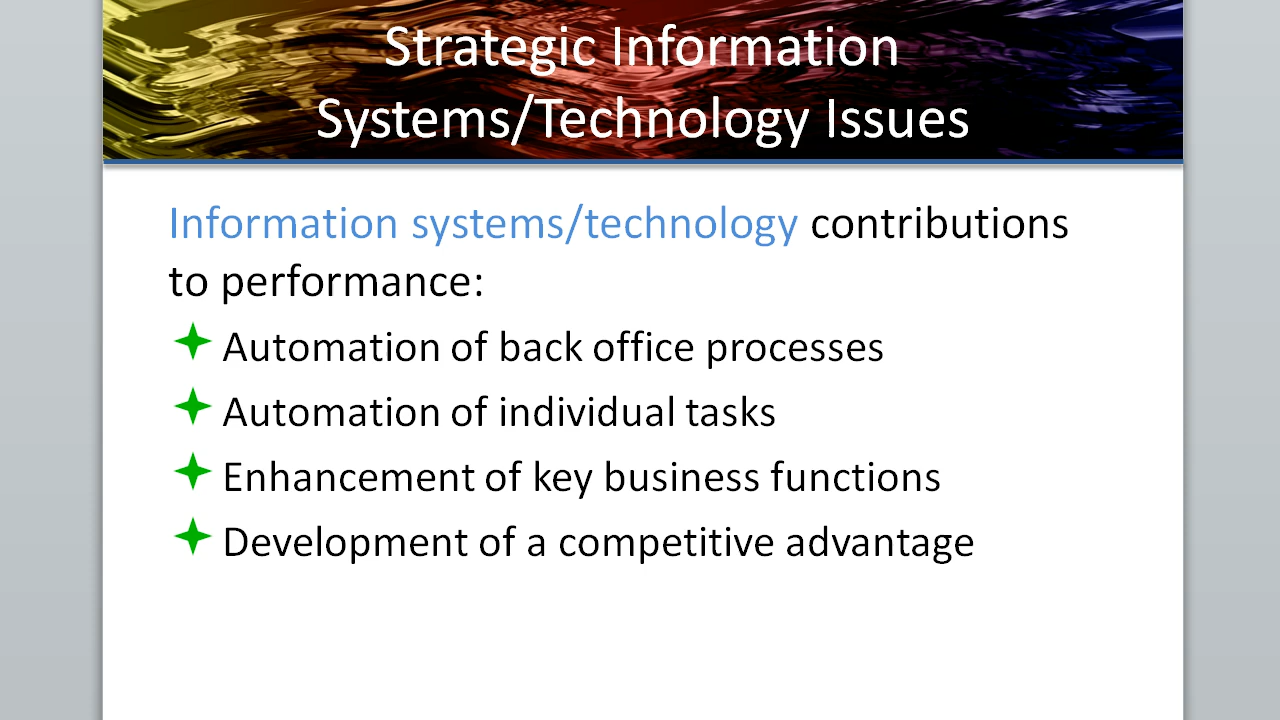 Strategic Information
Systems/Technology Issues
Information systems/technology contributions
to performance:
Automation of back office processes
Automation of individual tasks
Enhancement of key business functions
Development of a competitive advantage